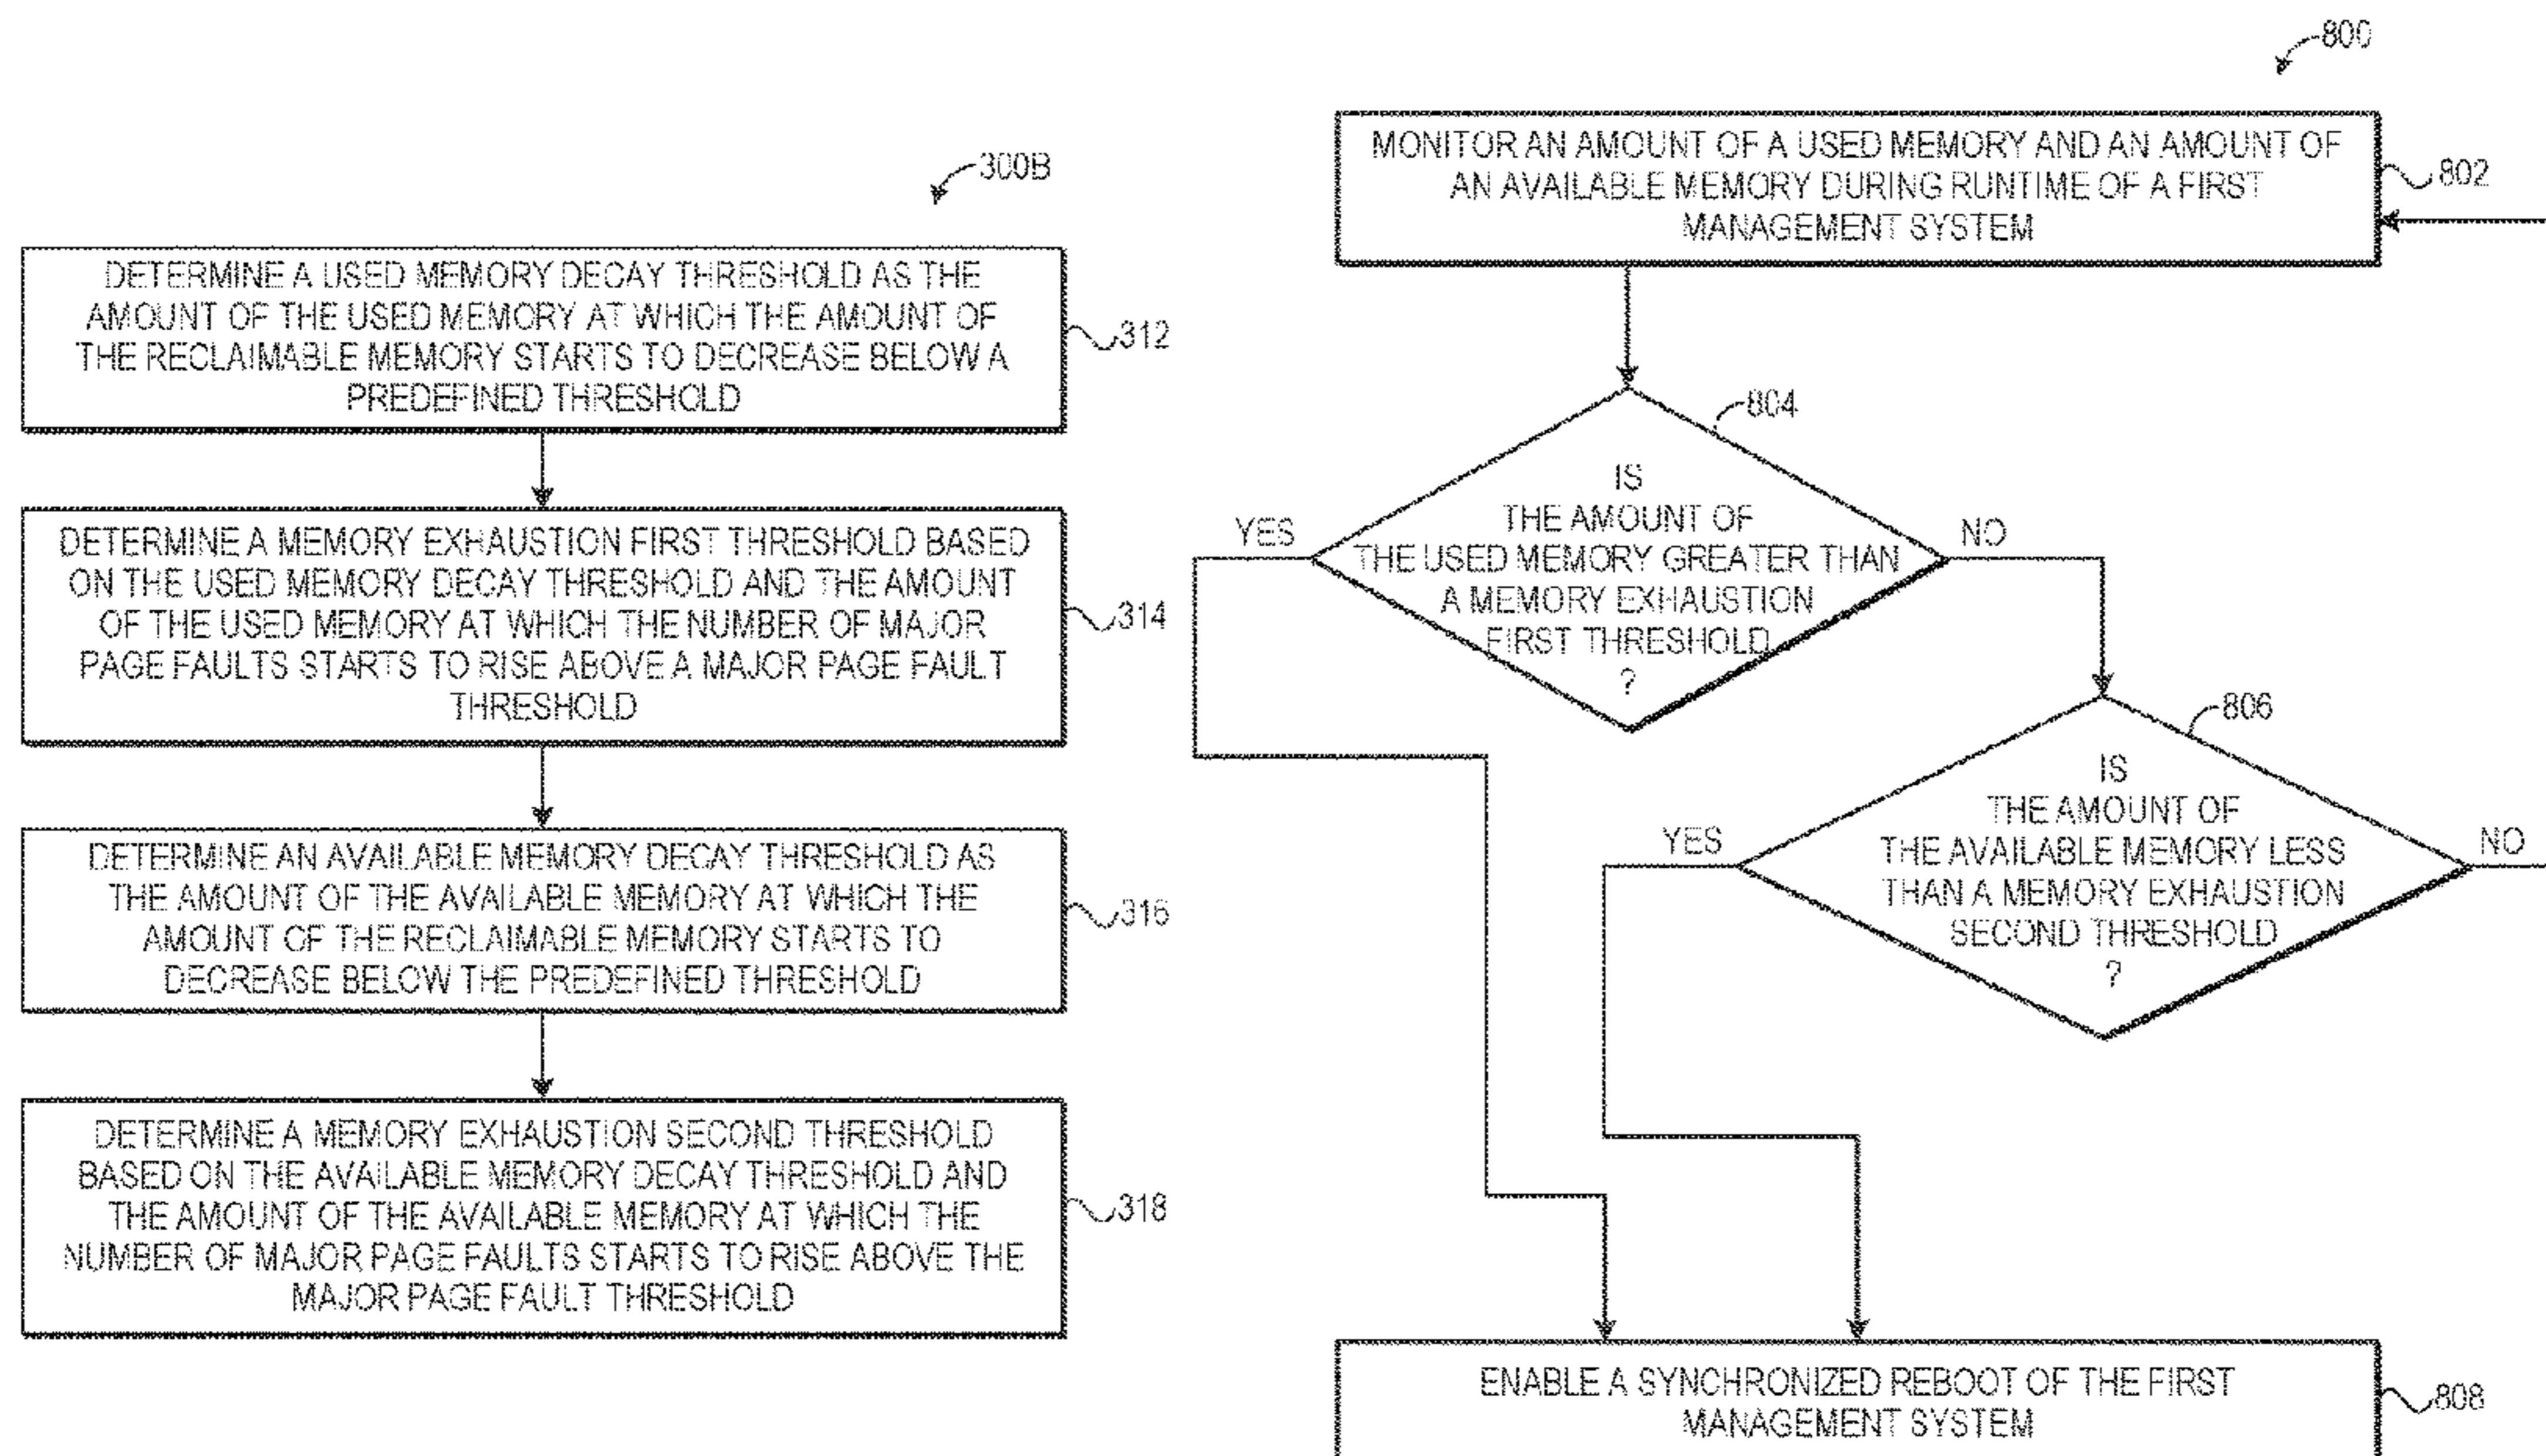 300B
DETERMINE A USED MEMORY DECAY THRESHOLD AS THE
AMOUNT OF THE USED MEMORY AT WHICH THE AMOUNT OF
THE RECLAIMABLE MEMORY STARTS TO DECREASE BELOW A
PREDEFINED THRESHOLD
312
DETERMINE A MEMORY EXHAUSTION FIRST THRESHOLD BASED
ON THE USED MEMORY DECAY THRESHOLD AND THE AMOUNT
OF THE USED MEMORY AT WHICH THE NUMBER OF MAJOR
PAGE FAULTS STARTS TO RISE ABOVE A MAJOR PAGE FAULT
THRESHOLD
314
DETERMINE AN AVAILABLE MEMORY DECAY THRESHOLD AS
THE AMOUNT OF THE AVAILABLE MEMORY AT WHICH THE
AMOUNT OF THE RECLAIMABLE MEMORY STARTS TO
DECREASE BELOW THE PREDEFINED THRESHOLD
316
DETERMINE A MEMORY EXHAUSTION SECOND THRESHOLD
BASED ON THE AVAILABLE MEMORY DECAY THRESHOLD AND
THE AMOUNT OF THE AVAILABLE MEMORY AT WHICH THE
NUMBER OF MAJOR PAGE FAULTS STARTS TO RISE ABOVE THE
MAJOR PAGE FAULT THRESHOLD
318
800
MONITOR AN AMOUNT OF A USED MEMORY AND AN AMOUNT OF
AN AVAILABLE MEMORY DURING RUNTIME OF A FIRST
MANAGEMENT SYSTEM
802
804
IS
THE AMOUNT OF
THE USED MEMORY GREATER THAN
A MEMORY EXHAUSTION
FIRST THRESHOLD
?
YES
NO
806
IS
THE AMOUNT OF
THE AVAILABLE MEMORY LESS
THAN A MEMORY EXHAUSTION
SECOND THRESHOLD
?
YES
NO
ENABLE A SYNCHRONIZED REBOOT OF THE FIRST
MANAGEMENT SYSTEM
808